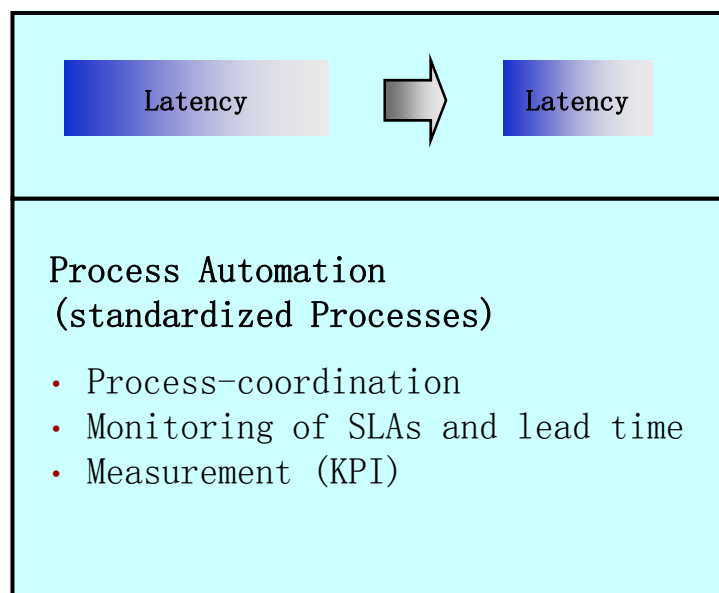 Latency Latency
Process Automation
(standardized Processes)
• Process-coordination
• Monitoring of SLAs and lead time
• Measurement (KPI)